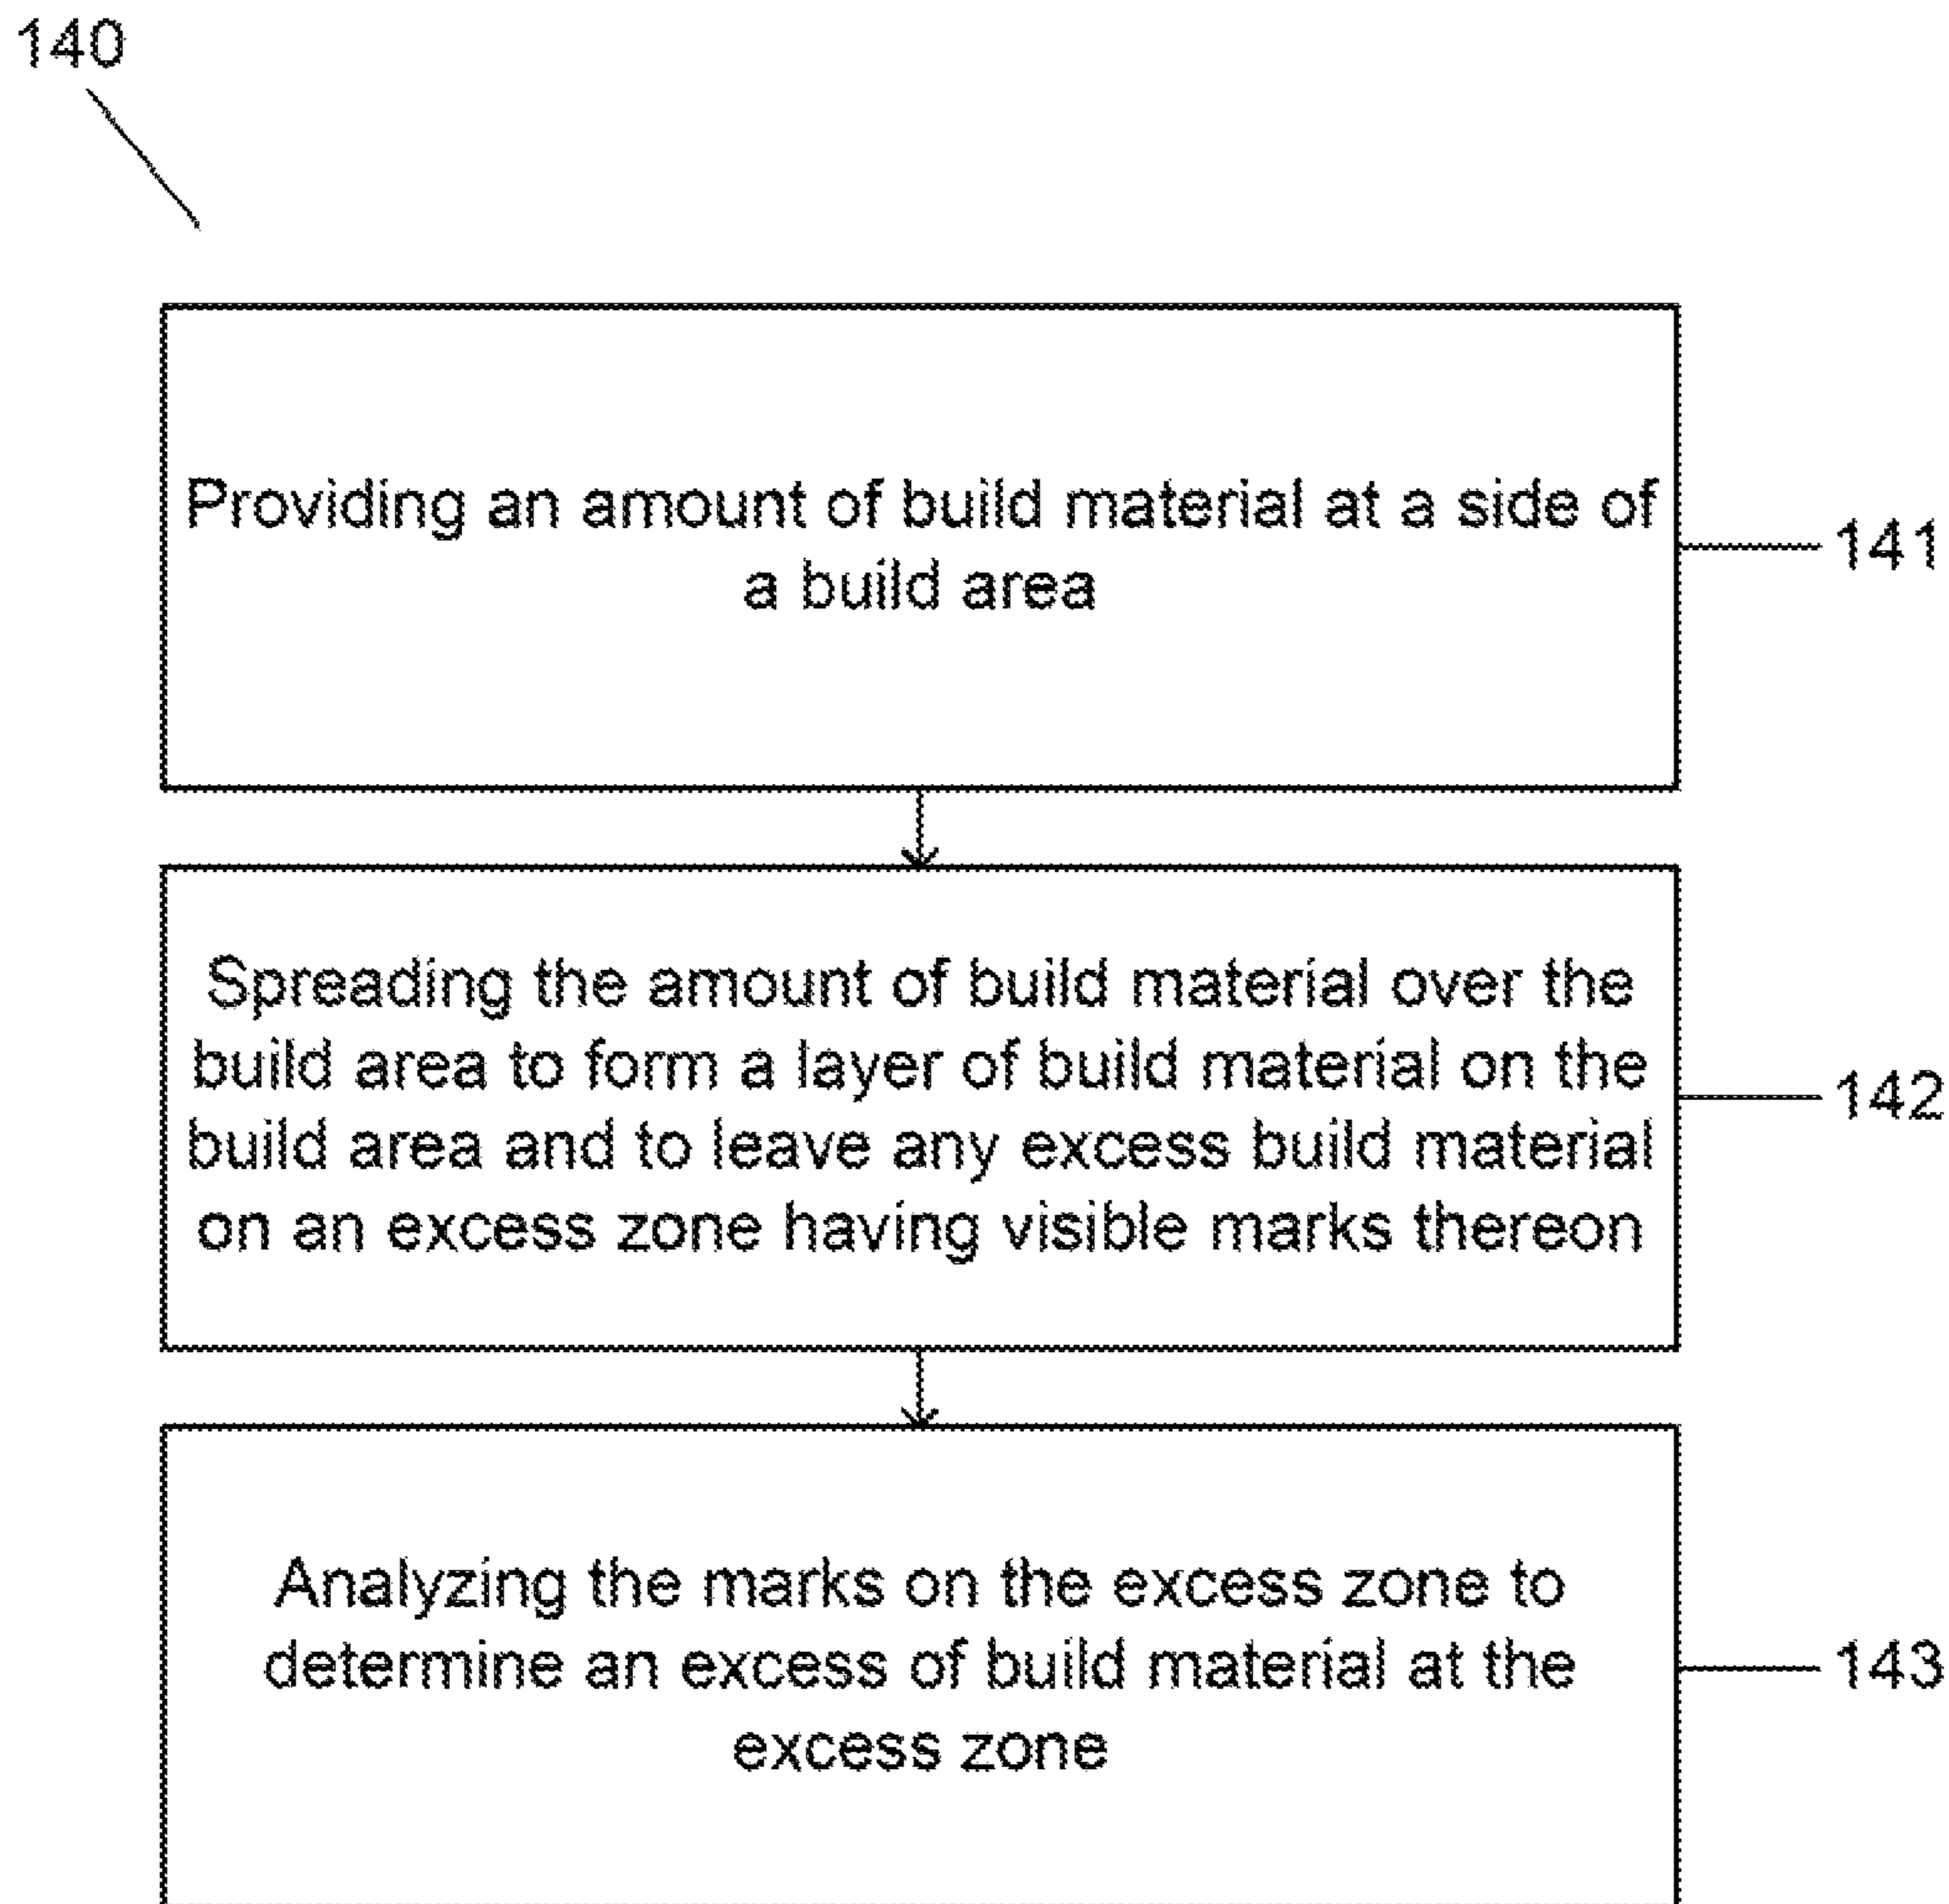 140
Providing an amount of build material at a side of
a build area
141
Spreading the amount of build material over the
build area to form a layer of build material on the
build area and to leave any excess build material
on an excess zone having visible marks thereon
142
Analyzing the marks on the excess zone to
determine an excess of build material at the
excess zone
143